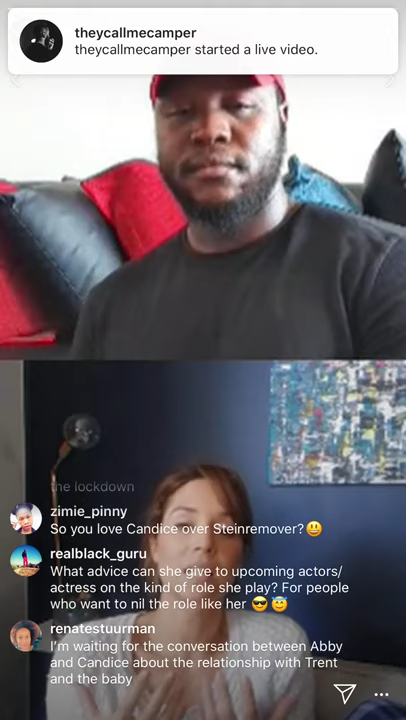 theycallmecamper
theycallmecamper started a live video.
the lockdown
zimie_pinny
So you love Candice over Steinremover?😃
realblack_guru
What advice can she give to upcoming actors/
actress on the kind of role she play? For people
who want to nil the role like her 😎😇
renatestuurman
I'm waiting for the conversation between Abby
and Candice about the relationship with Trent
and the baby